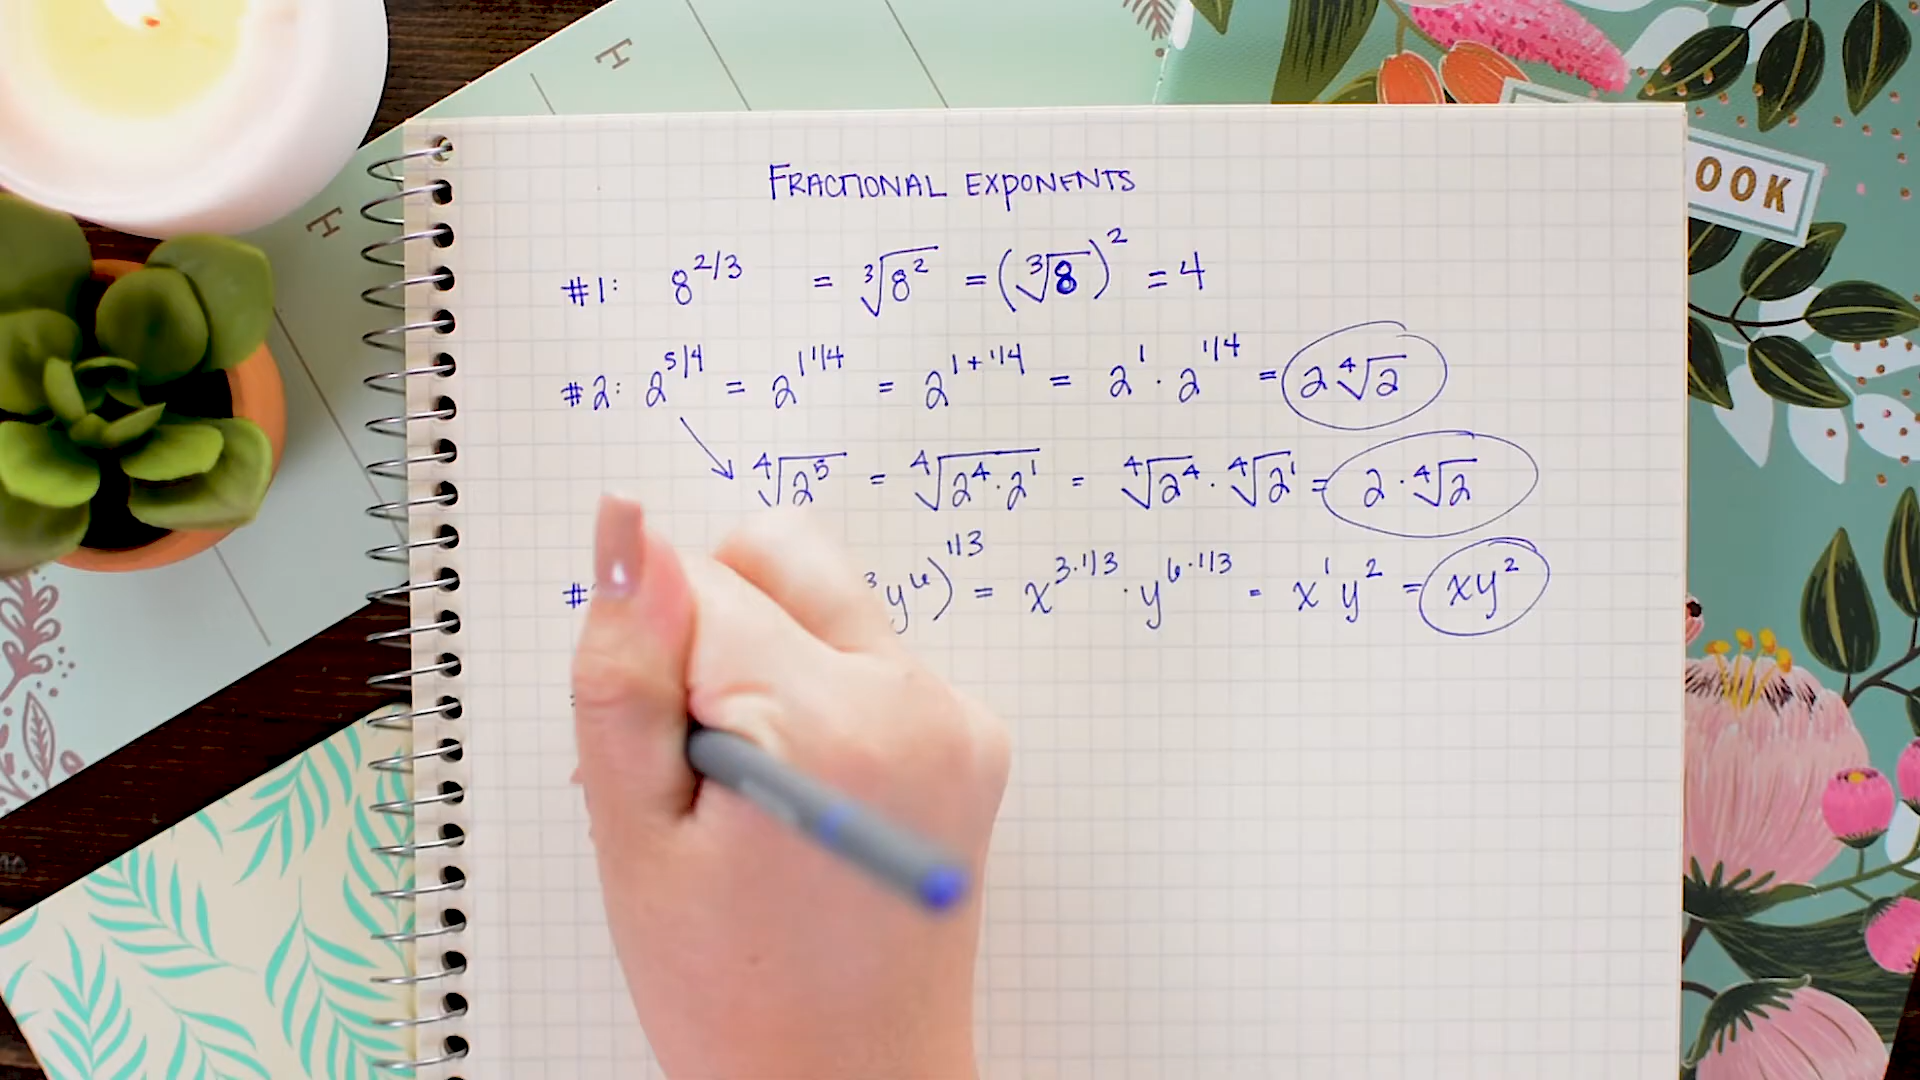 FRACTIONAL EXPONENTS
OOK
#1: 8^{2/3} = ∛8² = (∛8)² = 4
#2: 2^{5/4} = 2^{1 1/4} = 2^{1 + 1/4} = 2^1 · 2^{1/4} = 2∜2
∜2⁵ = ∜2⁴·2¹ = ∜2⁴ · ∜2¹ = 2 · ∜2
# ³y⁶)^{1/3} = x^{3·1/3} · y^{6·1/3} = x¹y² = xy²